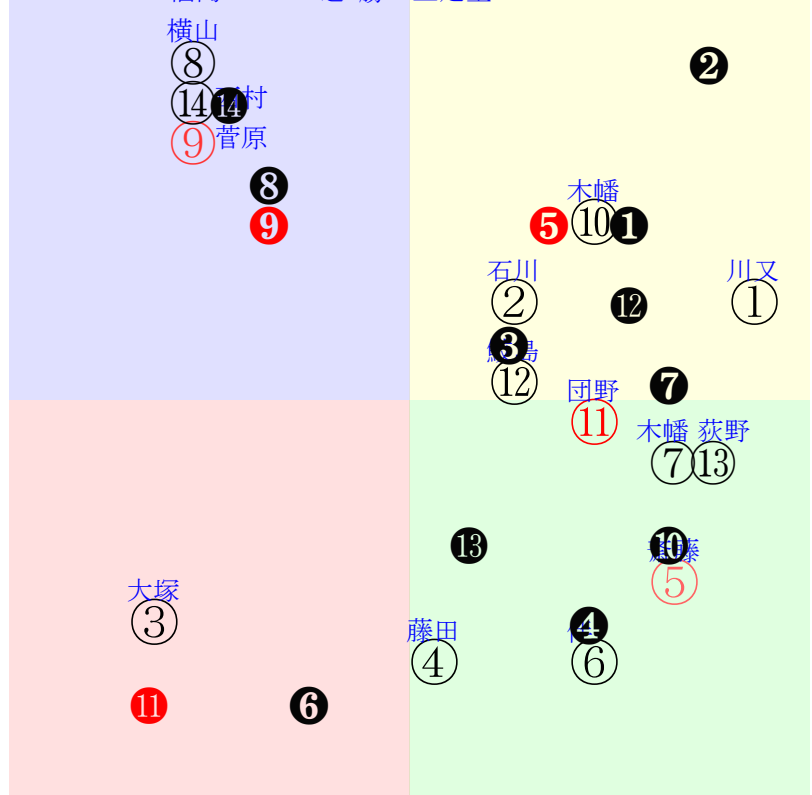 横山
⑧
❷
⑭ ⓮ 村
⑨ 菅原
❽
木幡
❾ ❺ ⑩ ❶
石川 川又
② ⓬ ①
❸ 島
⑫ 団野 ❼
⑪ 木幡 荻野
⑦ ⑬
⓭ ❿
藤
大塚 ⑤
③ 藤田 ❹
④ ⑥
⓫ ❻